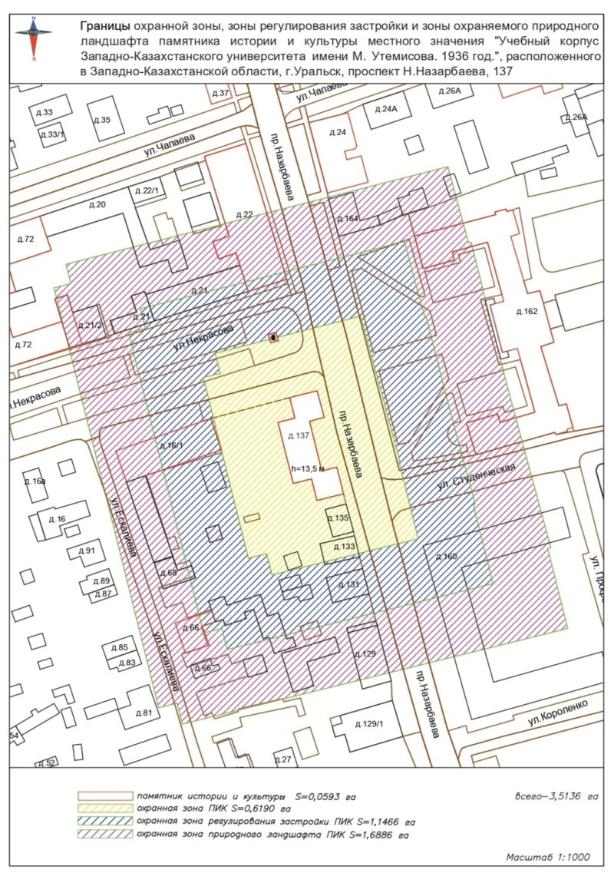 Границы охранной зоны, зоны регулирования застройки и зоны охраняемого природного
ландшафта памятника истории и культуры местного значения "Учебный корпус
Западно-Казахстанского университета имени М. Утемисова. 1936 год.", расположенного
в Западно-Казахстанской области, г.Уральск, проспект Н.Назарбаева, 137
д.37
ул.Чапаева
д.26А
д.33
д.35
д.24А
д.26А
д.33/1
д.24
ул.Чапаева
пр.Назарбаева
д.22/1
д.20
д.22
д.164
д.72
д.21
д.162
д.21
д.21/2
ул.Некрасова
д.72
.Некрасова
пр.Назарбаева
д.137
д.16/1
h=13,5 м
ул. Студенческая
д.16а
д.16
ул.Ескалиева
д.135
д.91
д.133
д.160
д.89
д.68
д.131
д.87
д.66
д.85
д.83
ул.Ескалиева
д.66
д.129
пр.Назарбаева
д.81
ул.Короленко
54
д.129/1
д.52
д.27
памятник истории и культуры S=0,0593 га
Всего-3,5136 га
охранная зона ПИК S=0,6190 га
охранная зона регулирования застройки ПИК S=1,1466 га
охранная зона природного ландшафта ПИК S=1,6886 га
Масштаб 1:1000